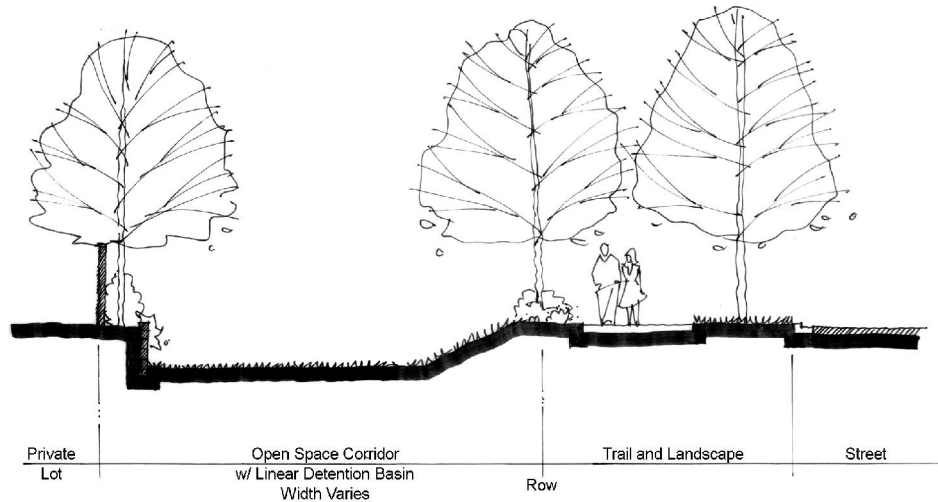 Private Lot
Open Space Corridor
w/ Linear Detention Basin
Width Varies
Row
Trail and Landscape
Street